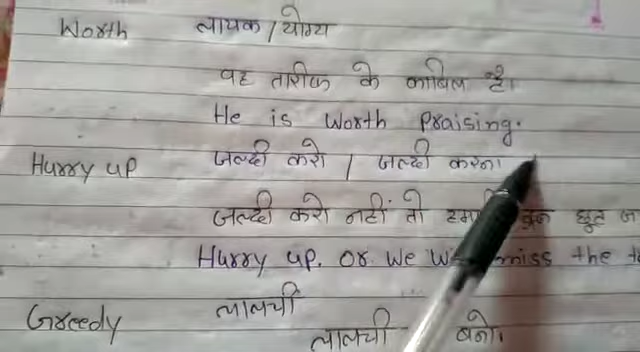 Worth लायक / योग्य
वह तारीफ के काबिल है।
He is worth praising.
Hurry up जल्दी करो / जल्दी करना
जल्दी करो नहीं तो छूट
Hurry up. Or we miss the
Greedy लालची
लालची बनो।